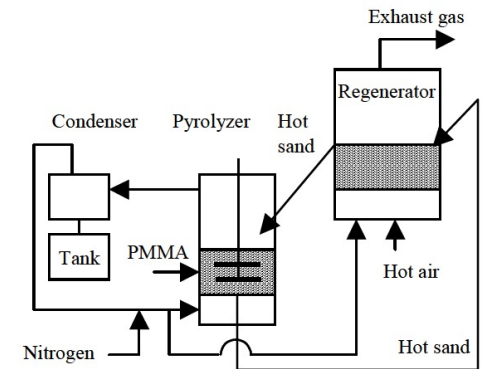 Exhaust gas
Regenerator
Condenser
Pyrolyzer
Hot
sand
Tank
PMMA
Hot air
Nitrogen
Hot sand